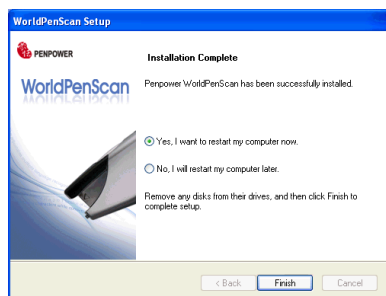 WorldPenScan Setup
PENPOWER
WorldPenScan
Installation Complete
Penpower WorldPenScan has been successfully installed.
Yes, I want to restart my computer now.
No, I will restart my computer later.
Remove any disks from their drives, and then click Finish to
complete setup.
< Back
Finish
Cancel